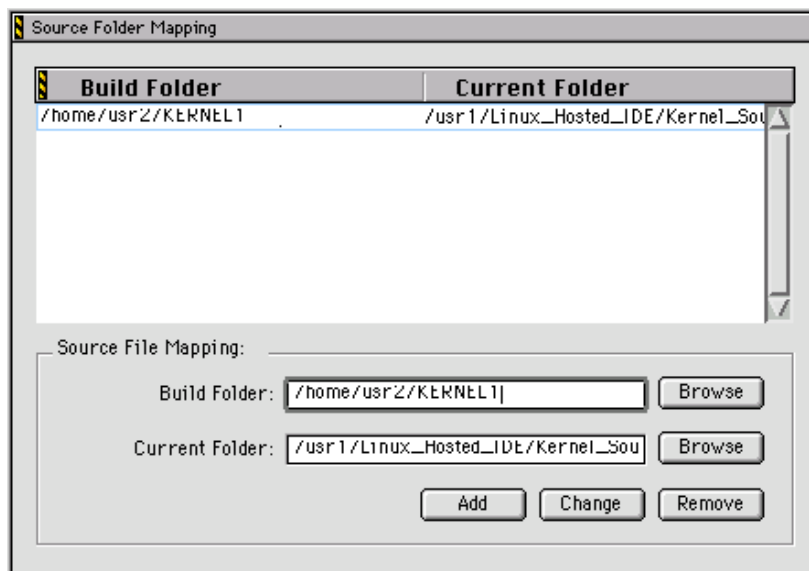 Source Folder Mapping
Build Folder Current Folder
/home/usr2/KERNEL1 /usr1/Linux_Hosted_IDE/Kernel_Sou
Source File Mapping:
Build Folder: /home/usr2/KERNEL1 Browse
Current Folder: /usr1/Linux_Hosted_IDE/Kernel_Sou Browse
Add Change Remove